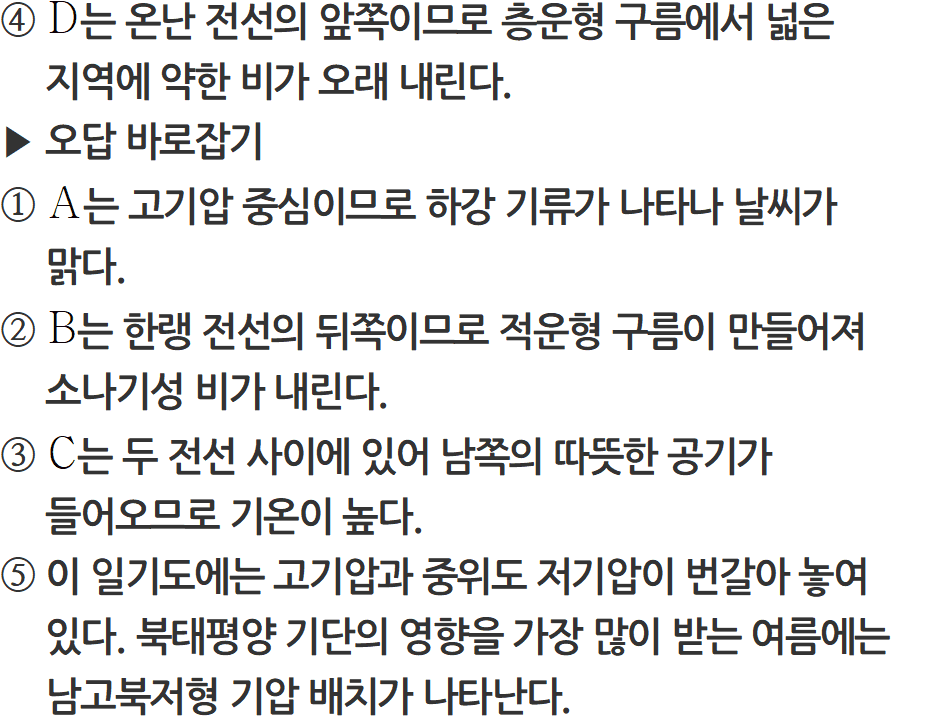 ④ D는 온난 전선의 앞쪽이므로 층운형 구름에서 넓은
지역에 약한 비가 오래 내린다.
▶ 오답 바로잡기
① A는 고기압 중심이므로 하강 기류가 나타나 날씨가
맑다.
② B는 한랭 전선의 뒤쪽이므로 적운형 구름이 만들어져
소나기성 비가 내린다.
③ C는 두 전선 사이에 있어 남쪽의 따뜻한 공기가
들어오므로 기온이 높다.
⑤ 이 일기도에는 고기압과 중위도 저기압이 번갈아 놓여
있다. 북태평양 기단의 영향을 가장 많이 받는 여름에는
남고북저형 기압 배치가 나타난다.